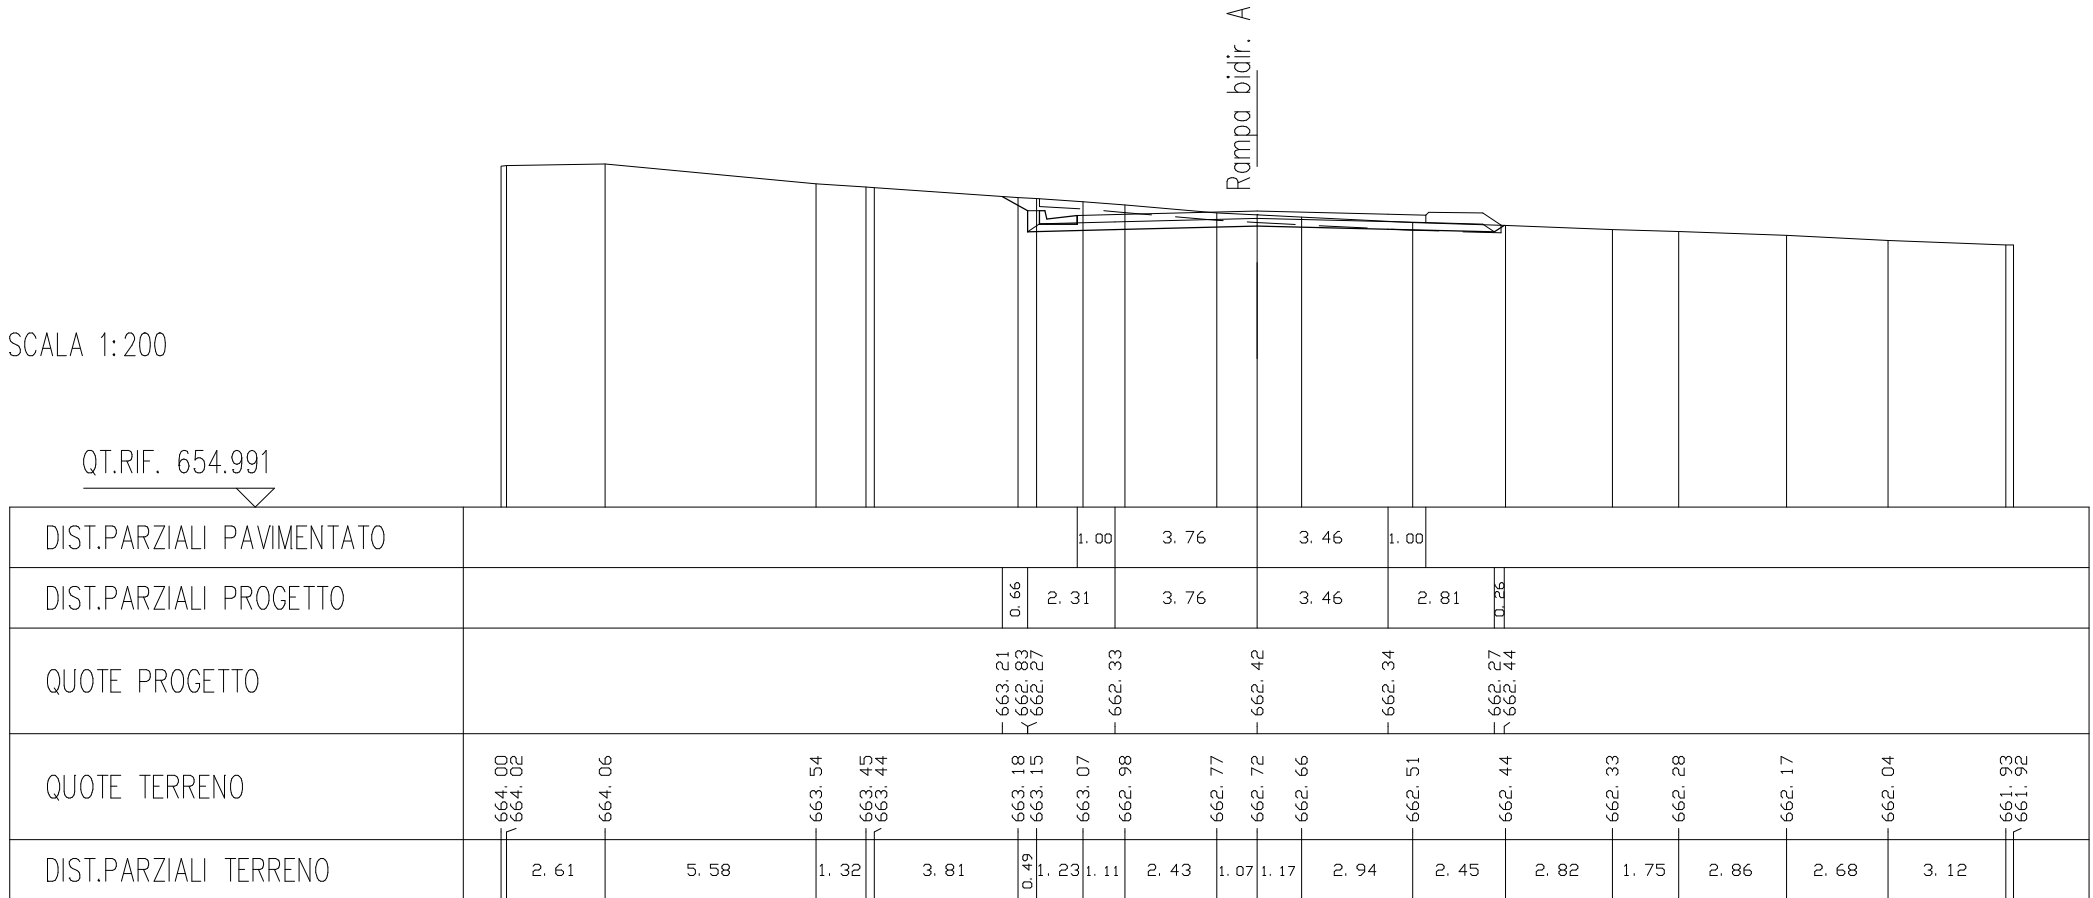 Rampa bidir. A
SCALA 1:200
QT.RIF. 654.991
DIST.PARZIALI PAVIMENTATO 1.00 3.76 3.46 1.00
DIST.PARZIALI PROGETTO 0.66 2.31 3.76 3.46 2.81 0.26
QUOTE PROGETTO 663.21 662.83 662.27 662.33 662.42 662.34 662.27 662.44
QUOTE TERRENO 664.00 664.02 664.06 663.54 663.45 663.44 663.18 663.15 663.07 662.98 662.77 662.72 662.66 662.51 662.44 662.33 662.28 662.17 662.04 661.93 661.92
DIST.PARZIALI TERRENO 2.61 5.58 1.32 3.81 0.49 1.23 1.11 2.43 1.07 1.17 2.94 2.45 2.82 1.75 2.86 2.68 3.12